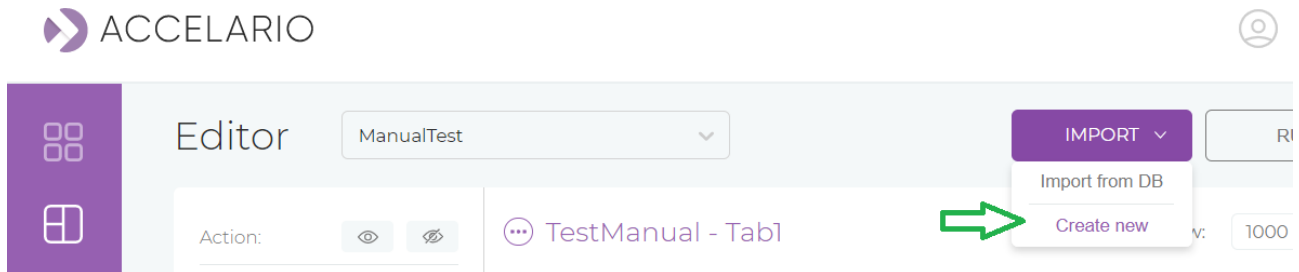 ACCELARIO
Editor
ManualTest
IMPORT
Import from DB
Create new
Action:
TestManual - Tab1
1000